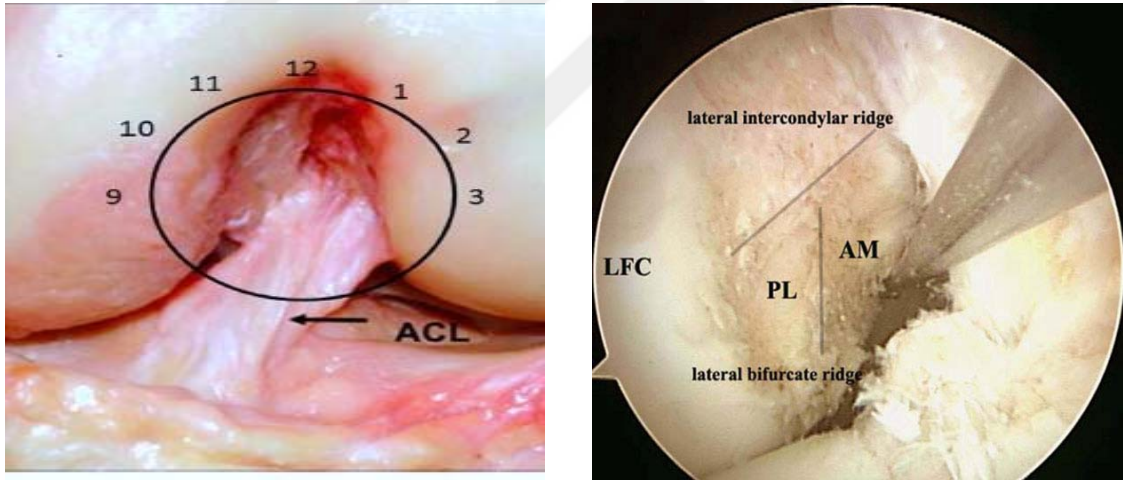 12
11
1
10
2
9
3
ACL
lateral intercondylar ridge
LFC
AM
PL
lateral bifurcate ridge